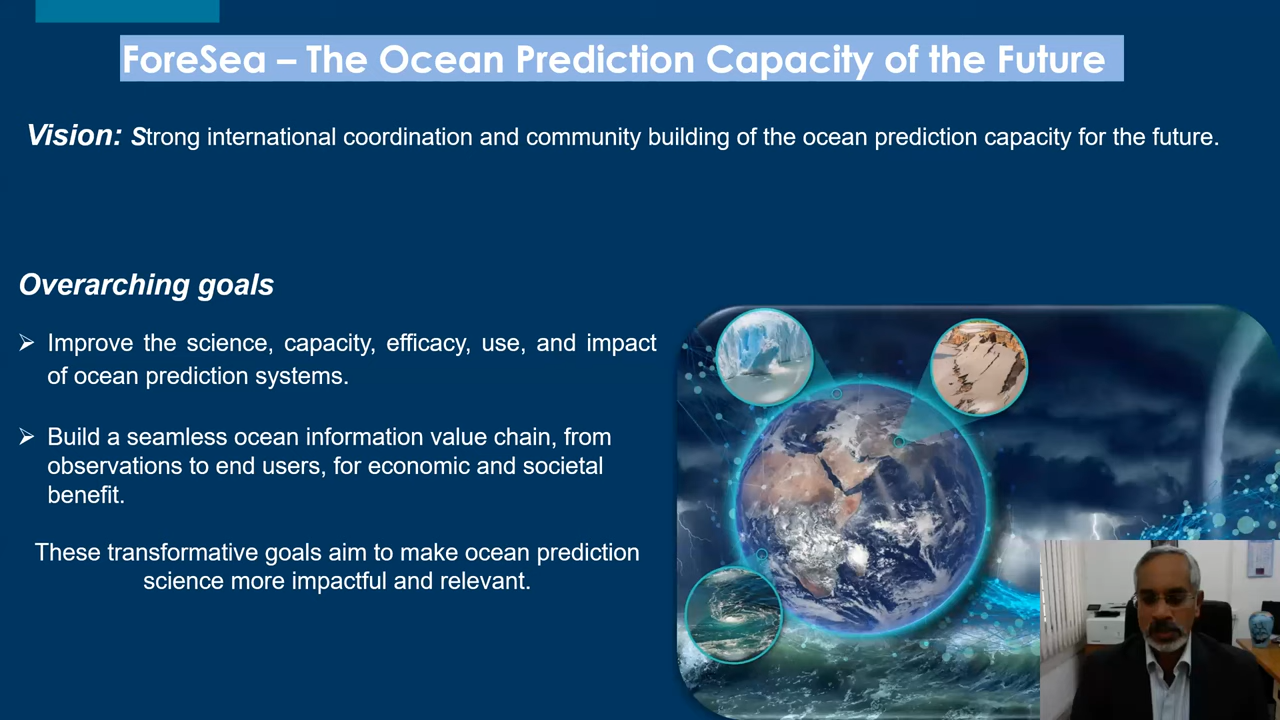 ForeSea – The Ocean Prediction Capacity of the Future
Vision: Strong international coordination and community building of the ocean prediction capacity for the future.
Overarching goals
➢ Improve the science, capacity, efficacy, use, and impact
of ocean prediction systems.
➢ Build a seamless ocean information value chain, from
observations to end users, for economic and societal
benefit.
These transformative goals aim to make ocean prediction
science more impactful and relevant.